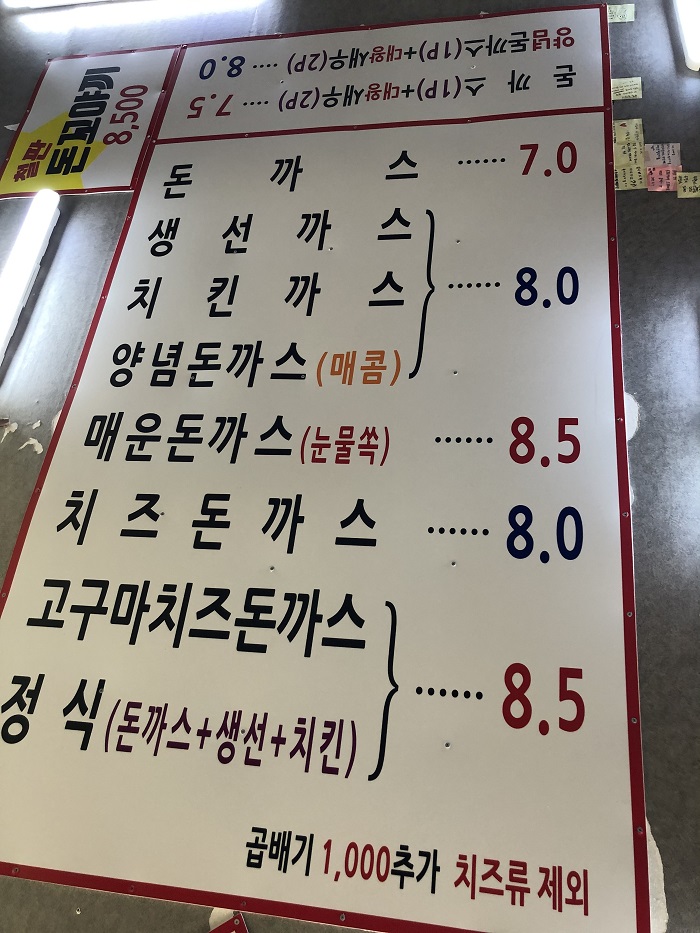 철판
돈꼬야끼
8,500
양념돈까스(1P)+대왕새우(2P) .... 8.0
돈 까 스(1P)+대왕새우(2P) .... 7.5
돈 까 스 ...... 7.0
생 선 까 스
치 킨 까 스 ...... 8.0
양념돈까스(매콤)
매운돈까스(눈물쏙) ...... 8.5
치 즈 돈 까 스 ...... 8.0
고구마치즈돈까스
정 식(돈까스+생선+치킨) ...... 8.5
곱배기 1,000추가 치즈류 제외